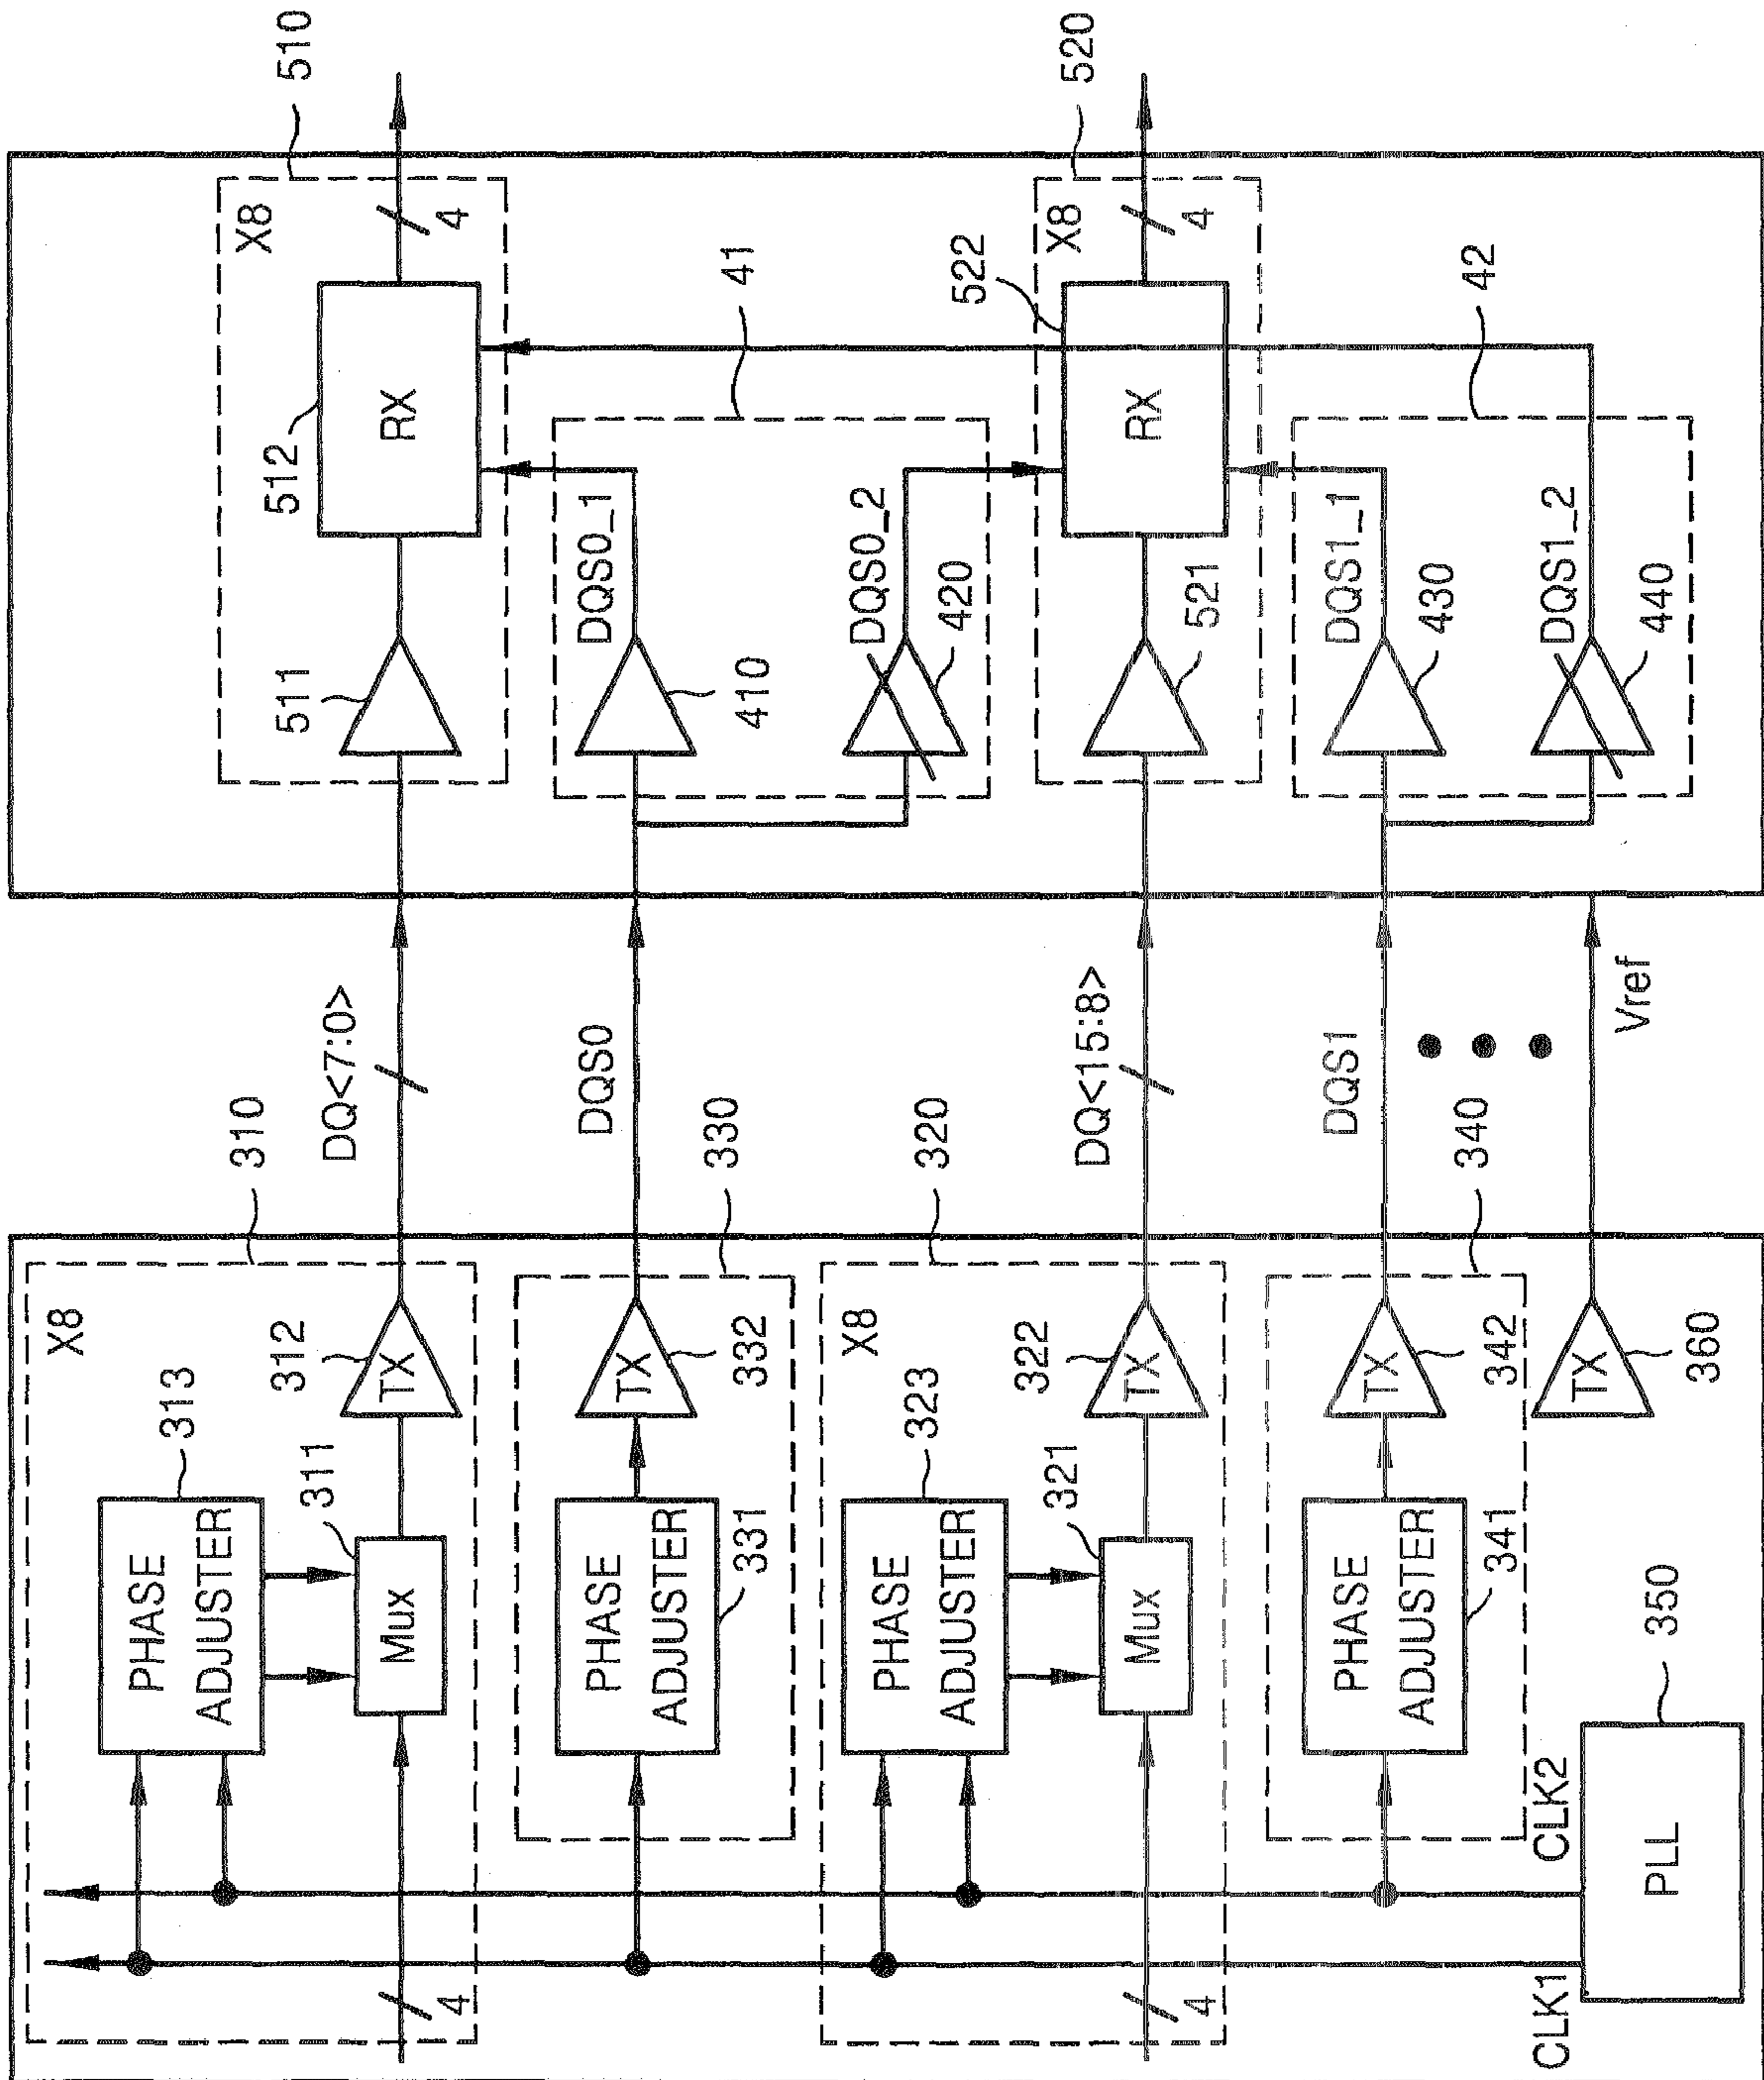 510
X8
4
512
RX
511
41
DQS0_1
410
DQS0_2
420
520
X8
4
522
RX
521
42
DQS1_1
430
DQS1_2
440
DQ<7:0>
DQS0
DQ<15:8>
DQS1
Vref
310
X8
313
PHASE
ADJUSTER
312
TX
311
Mux
4
330
332
TX
PHASE
ADJUSTER
331
320
X8
323
PHASE
ADJUSTER
322
TX
321
Mux
4
340
342
TX
PHASE
ADJUSTER
341
360
TX
350
CLK1
CLK2
PLL